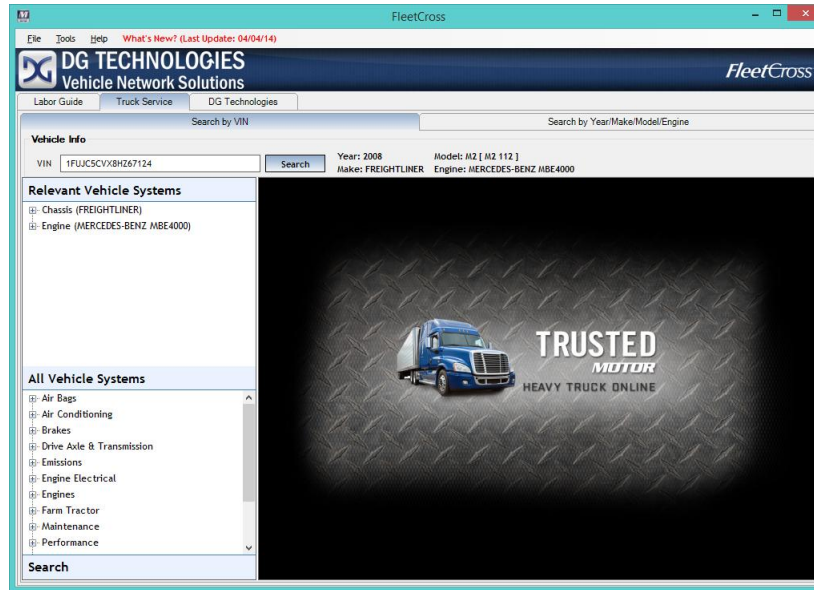 FleetCross
File Tools Help What's New? (Last Update: 04/04/14)
DG TECHNOLOGIES
Vehicle Network Solutions
FleetCross
Labor Guide Truck Service DG Technologies
Search by VIN Search by Year/Make/Model/Engine
Vehicle Info
VIN 1FUJC5CVX8HZ67124 Search
Year: 2008 Model: M2 [ M2 112 ]
Make: FREIGHTLINER Engine: MERCEDES-BENZ MBE4000
Relevant Vehicle Systems
Chassis (FREIGHTLINER)
Engine (MERCEDES-BENZ MBE4000)
TRUSTED
MOTOR
HEAVY TRUCK ONLINE
All Vehicle Systems
Air Bags
Air Conditioning
Brakes
Drive Axle & Transmission
Emissions
Engine Electrical
Engines
Farm Tractor
Maintenance
Performance
Search